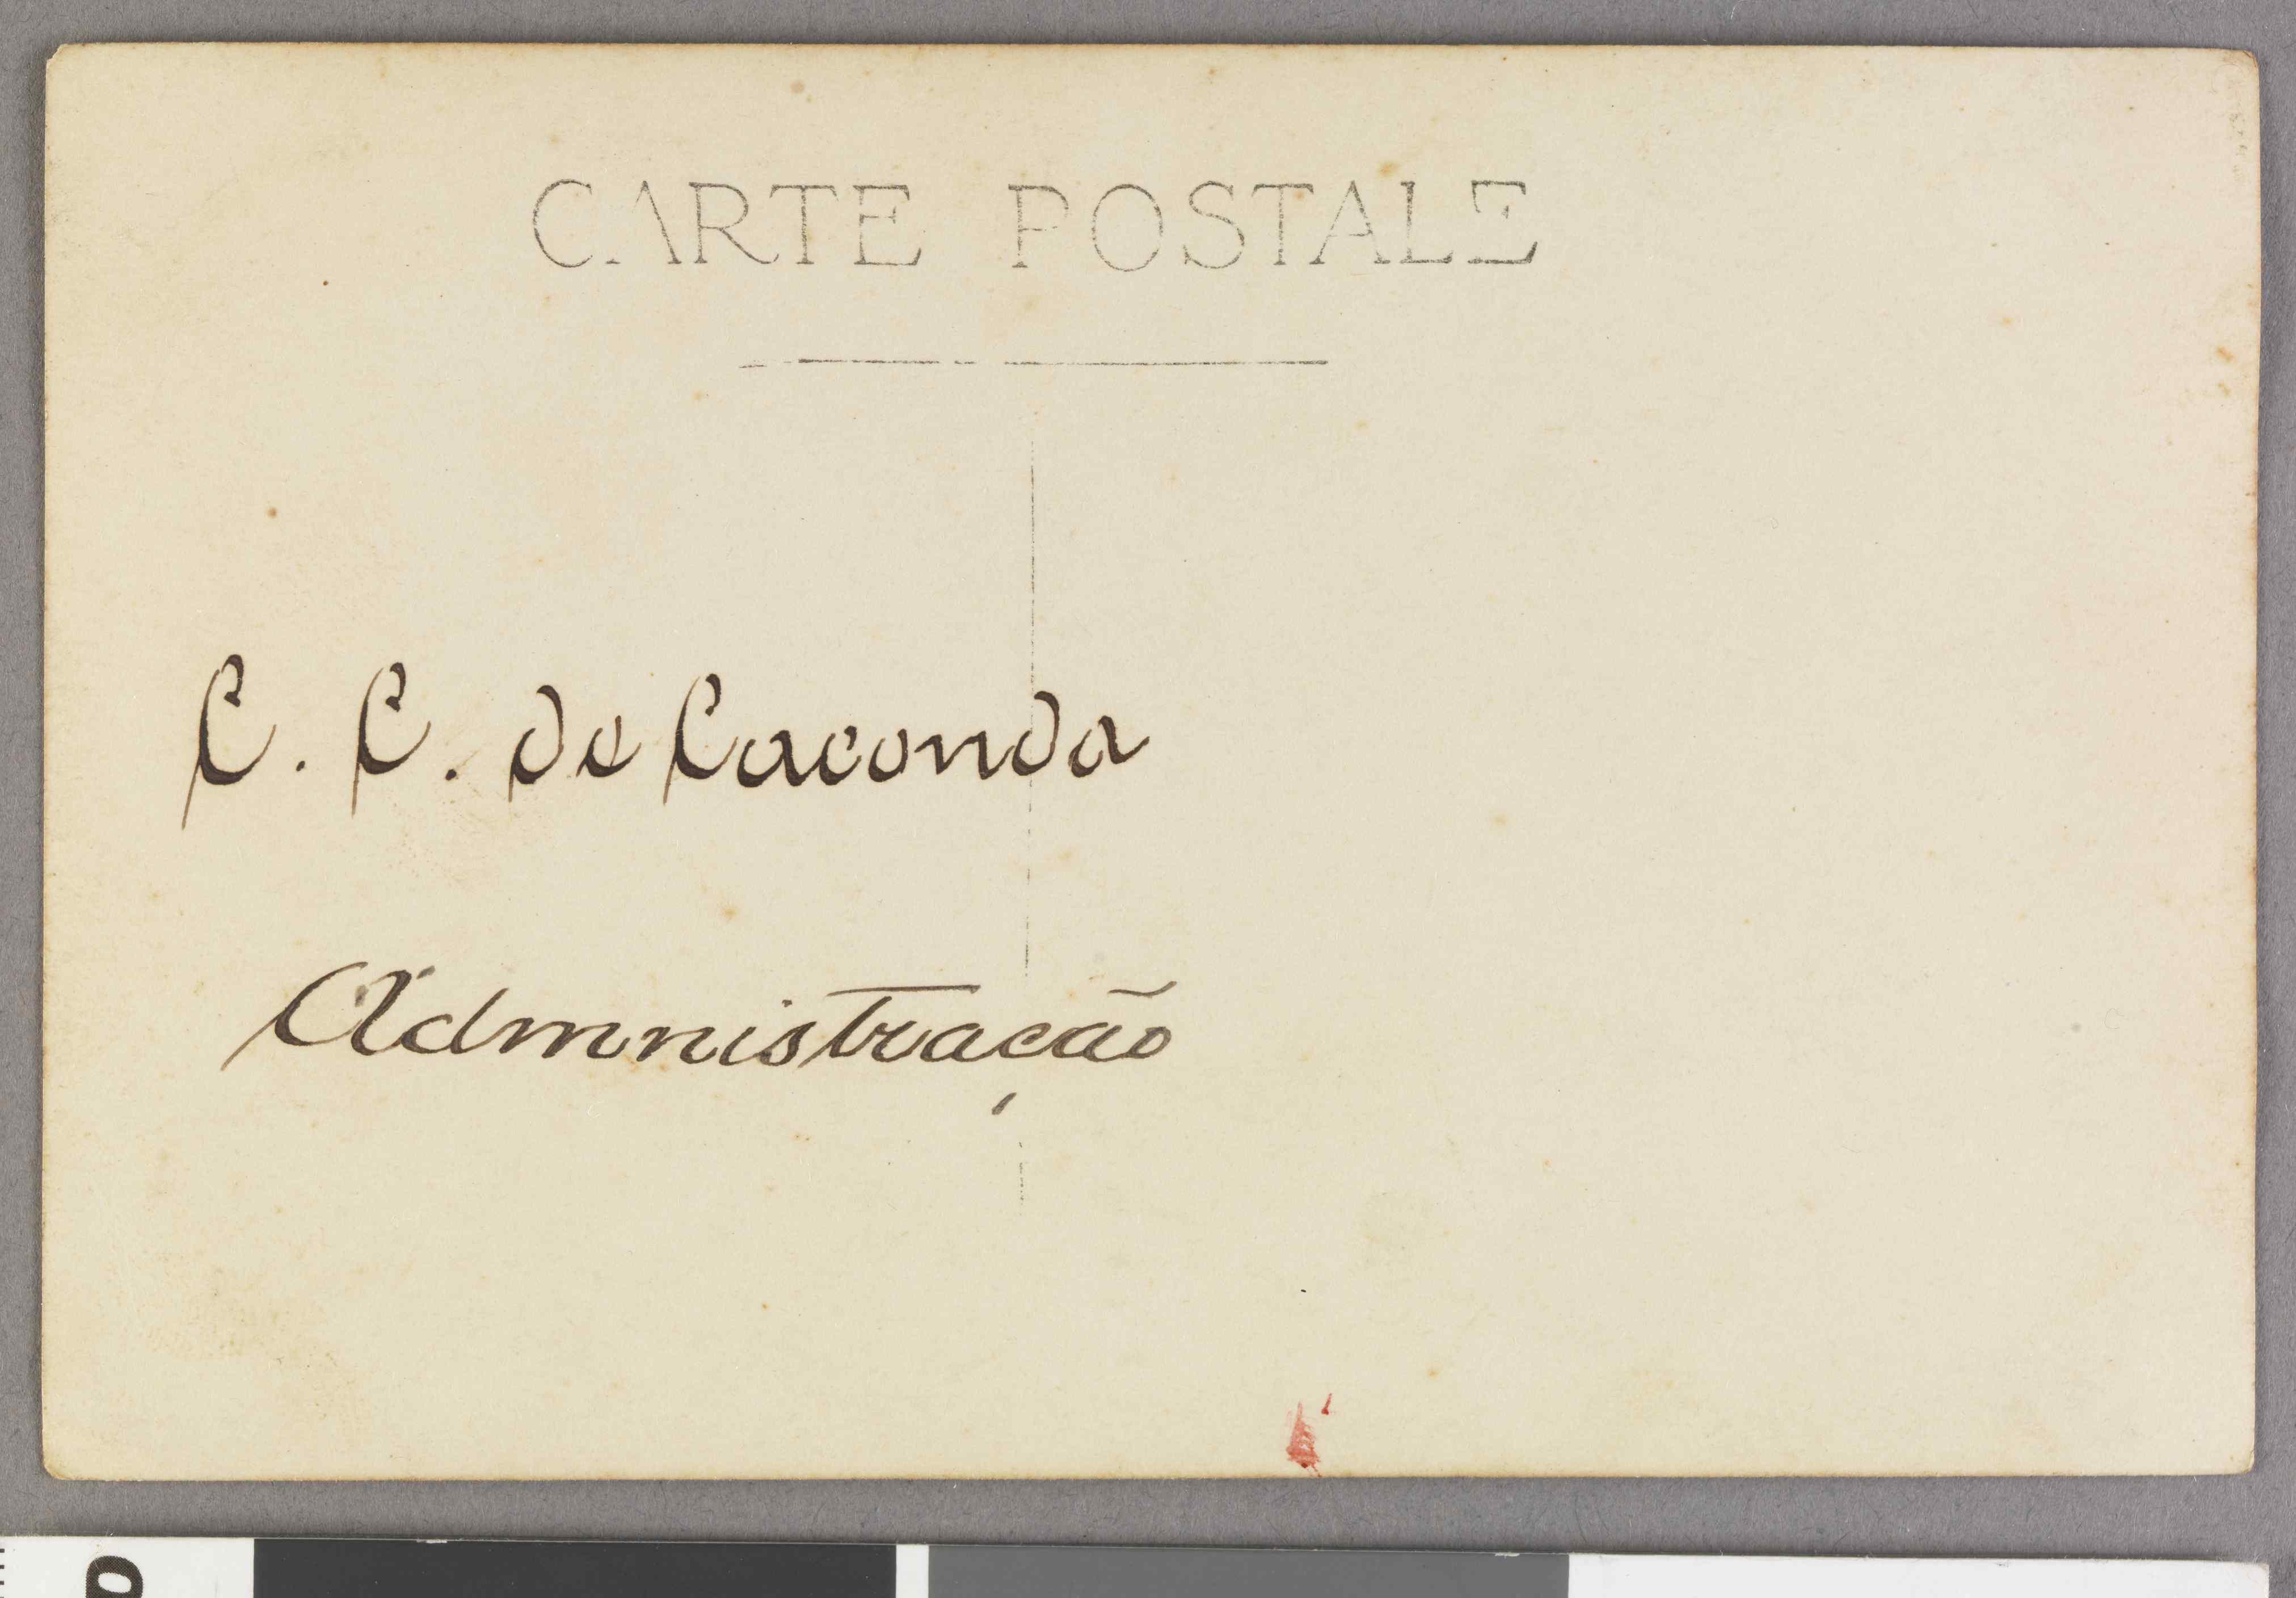 CARTE POSTALE
C. C. de Caconda
Admnistração